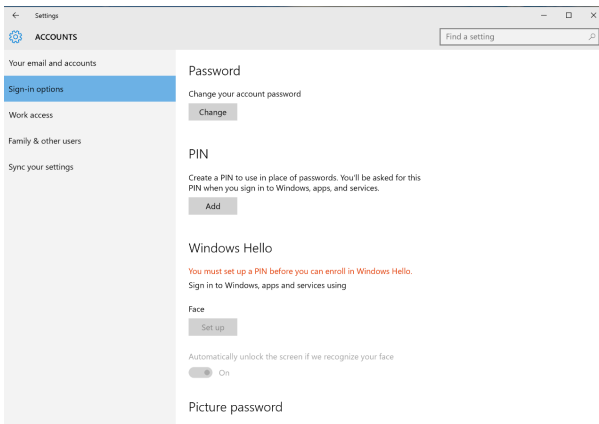 Settings
ACCOUNTS
Find a setting
Your email and accounts
Sign-in options
Work access
Family & other users
Sync your settings
Password
Change your account password
Change
PIN
Create a PIN to use in place of passwords. You'll be asked for this
PIN when you sign in to Windows, apps, and services.
Add
Windows Hello
You must set up a PIN before you can enroll in Windows Hello.
Sign in to Windows, apps and services using
Face
Set up
Automatically unlock the screen if we recognize your face
On
Picture password